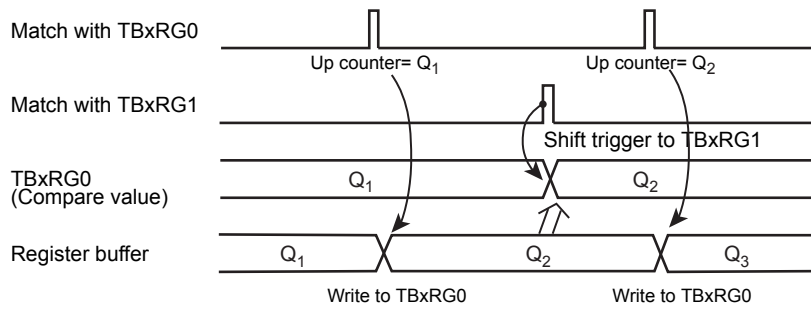 Match with TBxRG0
Up counter= Q1
Up counter= Q2
Match with TBxRG1
Shift trigger to TBxRG1
TBxRG0
(Compare value)
Q1
Q2
Register buffer
Q1
Q2
Q3
Write to TBxRG0
Write to TBxRG0